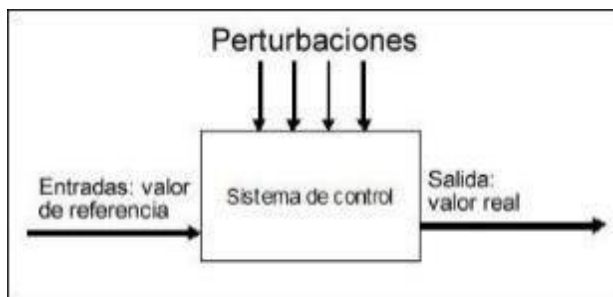 Perturbaciones
Entradas: valor
de referencia
Sistema de control
Salida:
valor real